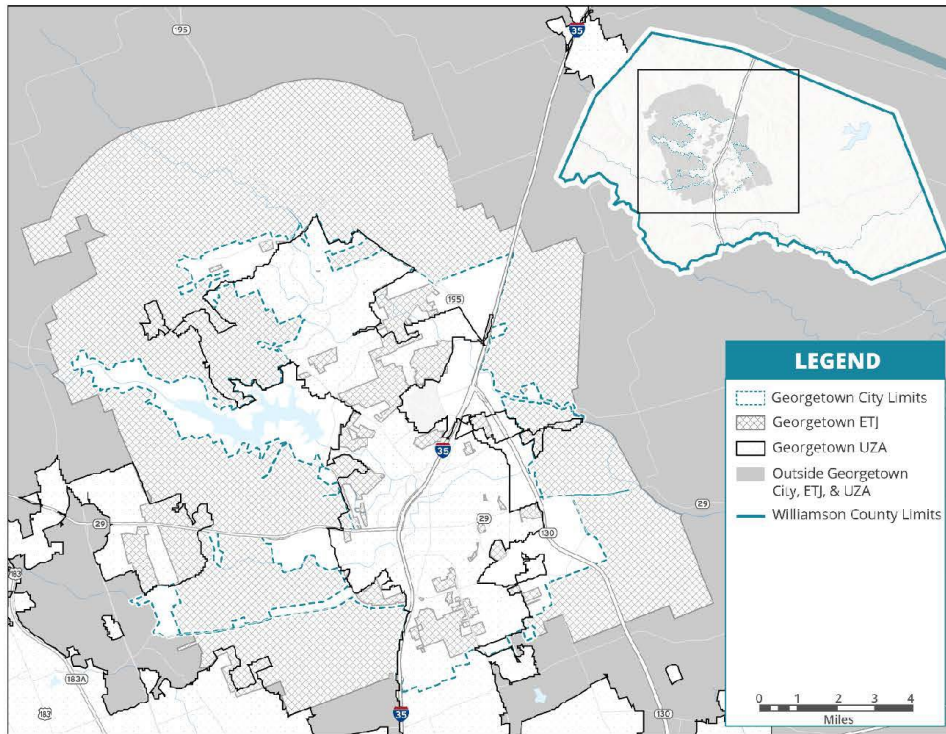 195
35
195
35
29
29
29
130
183
183A
183
35
130
LEGEND
Georgetown City Limits
Georgetown ETJ
Georgetown UZA
Outside Georgetown
City, ETJ, & UZA
Williamson County Limits
0 1 2 3 4
Miles